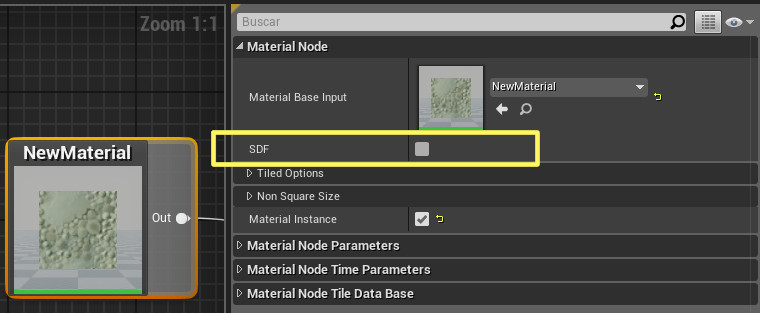 Zoom 1:1
Buscar
Material Node
Material Base Input
NewMaterial
NewMaterial
SDF
Tiled Options
Out
Non Square Size
Material Instance
Material Node Parameters
Material Node Time Parameters
Material Node Tile Data Base